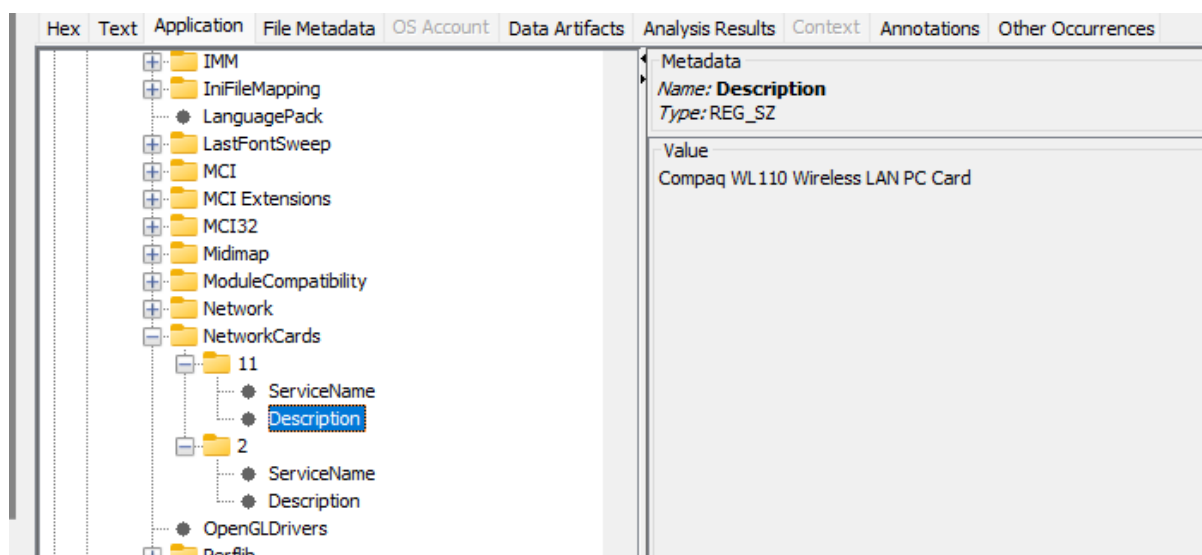 Hex Text Application File Metadata OS Account Data Artifacts Analysis Results Context Annotations Other Occurrences
IMM
IniFileMapping
LanguagePack
LastFontSweep
MCI
MCI Extensions
MCI32
Midimap
ModuleCompatibility
Network
NetworkCards
11
ServiceName
Description
2
ServiceName
Description
OpenGLDrivers
Perflib
Metadata
Name: Description
Type: REG_SZ
Value
Compaq WL110 Wireless LAN PC Card